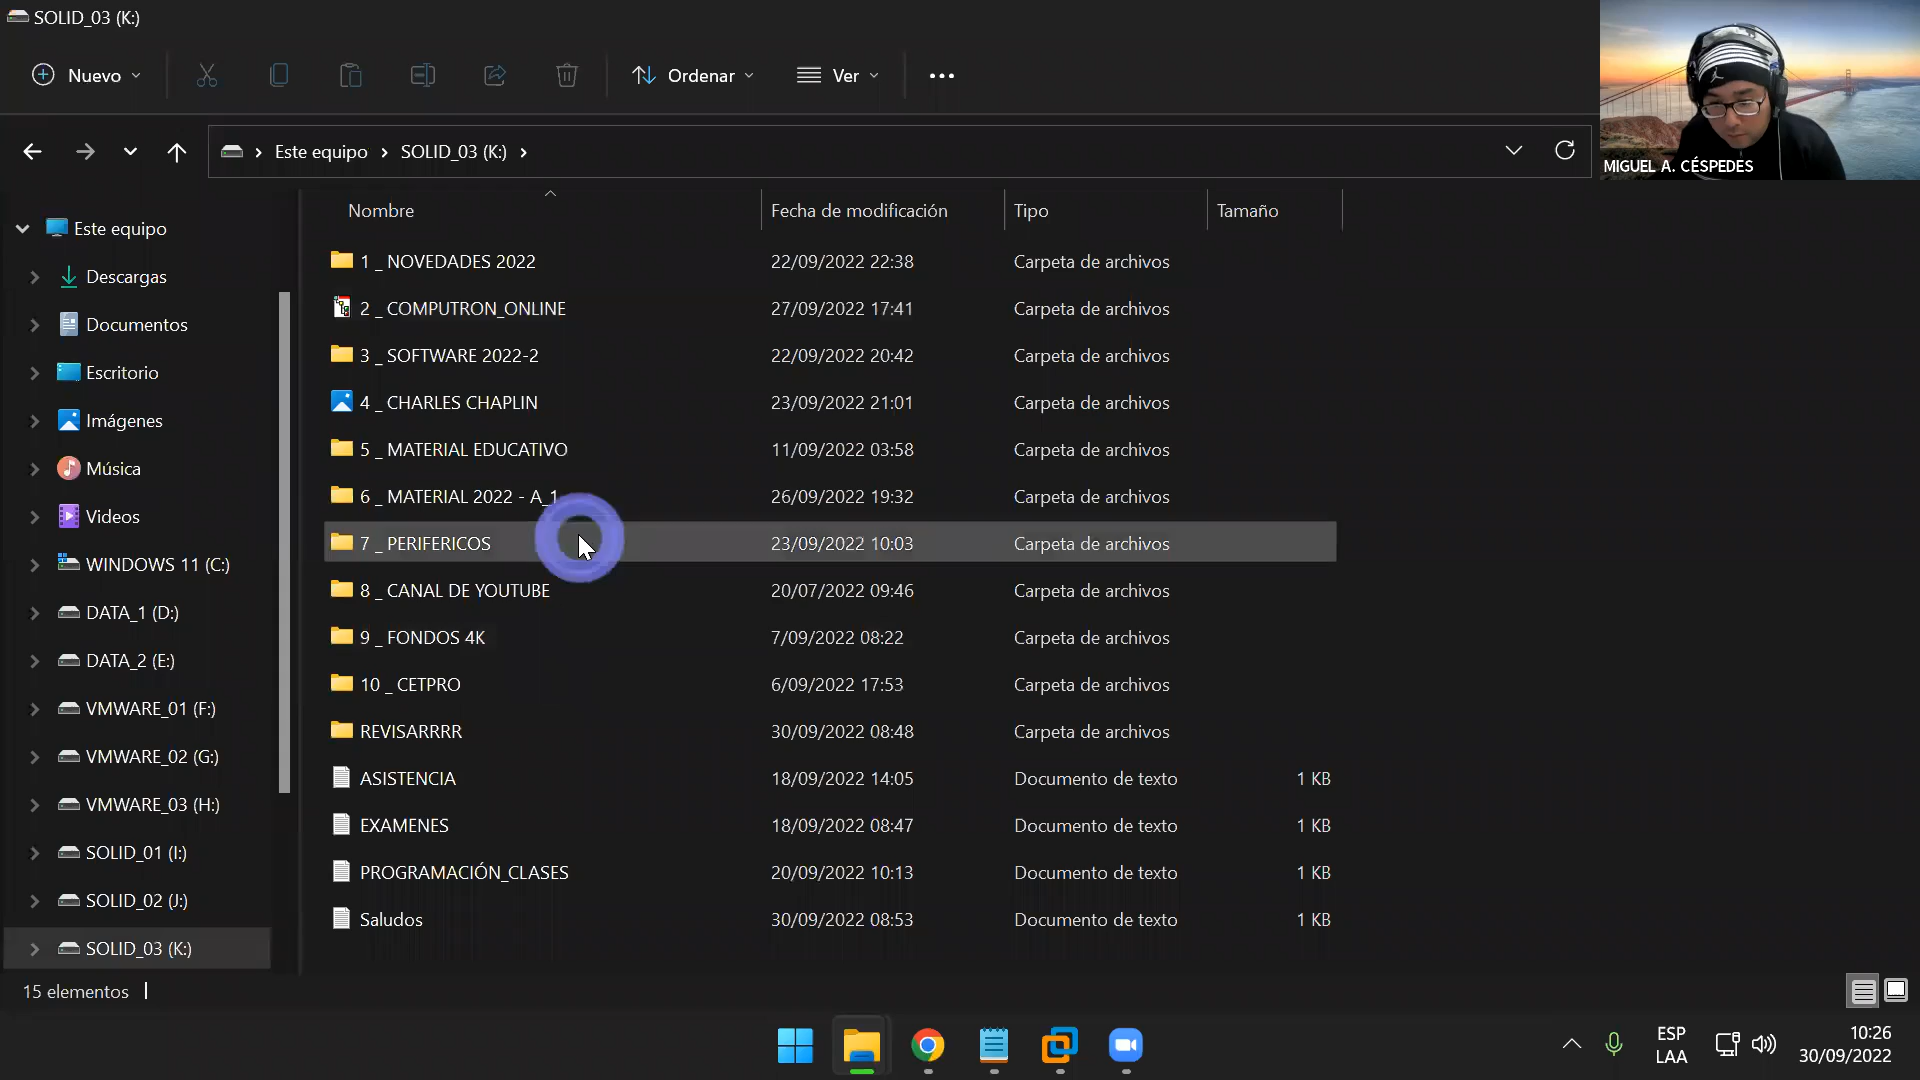 SOLID_03 (K:)
Nuevo
Ordenar
Ver
Este equipo > SOLID_03 (K:) >
MIGUEL A. CÉSPEDES
Este equipo
Descargas
Documentos
Escritorio
Imágenes
Música
Videos
WINDOWS 11 (C:)
DATA_1 (D:)
DATA_2 (E:)
VMWARE_01 (F:)
VMWARE_02 (G:)
VMWARE_03 (H:)
SOLID_01 (I:)
SOLID_02 (J:)
SOLID_03 (K:)
Nombre Fecha de modificación Tipo Tamaño
1 _ NOVEDADES 2022 22/09/2022 22:38 Carpeta de archivos
2 _ COMPUTRON_ONLINE 27/09/2022 17:41 Carpeta de archivos
3 _ SOFTWARE 2022-2 22/09/2022 20:42 Carpeta de archivos
4 _ CHARLES CHAPLIN 23/09/2022 21:01 Carpeta de archivos
5 _ MATERIAL EDUCATIVO 11/09/2022 03:58 Carpeta de archivos
6 _ MATERIAL 2022 - A_1 26/09/2022 19:32 Carpeta de archivos
7 _ PERIFERICOS 23/09/2022 10:03 Carpeta de archivos
8 _ CANAL DE YOUTUBE 20/07/2022 09:46 Carpeta de archivos
9 _ FONDOS 4K 7/09/2022 08:22 Carpeta de archivos
10 _ CETPRO 6/09/2022 17:53 Carpeta de archivos
REVISARRRR 30/09/2022 08:48 Carpeta de archivos
ASISTENCIA 18/09/2022 14:05 Documento de texto 1 KB
EXAMENES 18/09/2022 08:47 Documento de texto 1 KB
PROGRAMACIÓN_CLASES 20/09/2022 10:13 Documento de texto 1 KB
Saludos 30/09/2022 08:53 Documento de texto 1 KB
15 elementos
ESP
LAA
10:26
30/09/2022